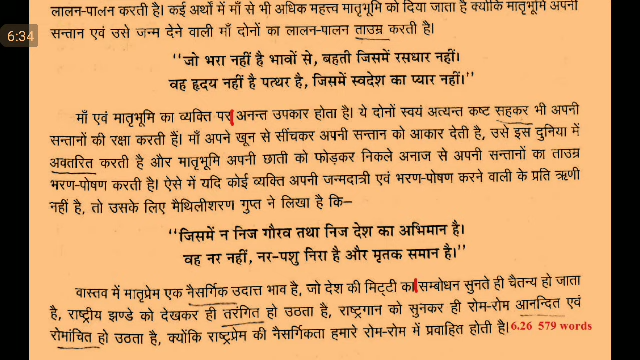 लालन-पालन करती है। कई अर्थों में माँ से भी अधिक महत्त्व मातृभूमि को दिया जाता है क्योंकि मातृभूमि अपनी
6:34
सन्तान एवं उसे जन्म देने वाली माँ दोनों का लालन-पालन ताउम्र करती है।
"जो भरा नहीं है भावों से, बहती जिसमें रसधार नहीं।
वह हृदय नहीं है पत्थर है, जिसमें स्वदेश का प्यार नहीं।"
माँ एवं मातृभूमि का व्यक्ति पर अनन्त उपकार होता है। ये दोनों स्वयं अत्यन्त कष्ट सहकर भी अपनी
सन्तानों की रक्षा करती हैं। माँ अपने खून से सींचकर अपनी सन्तान को आकार देती है, उसे इस दुनिया में
अवतरित करती है और मातृभूमि अपनी छाती को फोड़कर निकले अनाज से अपनी सन्तानों का ताउम्र
भरण-पोषण करती है। ऐसे में यदि कोई व्यक्ति अपनी जन्मदात्री एवं भरण-पोषण करने वाली के प्रति ऋणी
नहीं है, तो उसके लिए मैथिलीशरण गुप्त ने लिखा है कि–
"जिसमें न निज गौरव तथा निज देश का अभिमान है।
वह नर नहीं, नर-पशु निरा है और मृतक समान है।"
वास्तव में मातृप्रेम एक नैसर्गिक उदात्त भाव है, जो देश की मिट्टी का सम्बोधन सुनते ही चैतन्य हो जाता
है, राष्ट्रीय झण्डे को देखकर ही तरंगित हो उठता है, राष्ट्रगान को सुनकर ही रोम-रोम आनन्दित एवं
रोमांचित हो उठता है, क्योंकि राष्ट्रप्रेम की नैसर्गिकता हमारे रोम-रोम में प्रवाहित होती है। 6.26 579 words